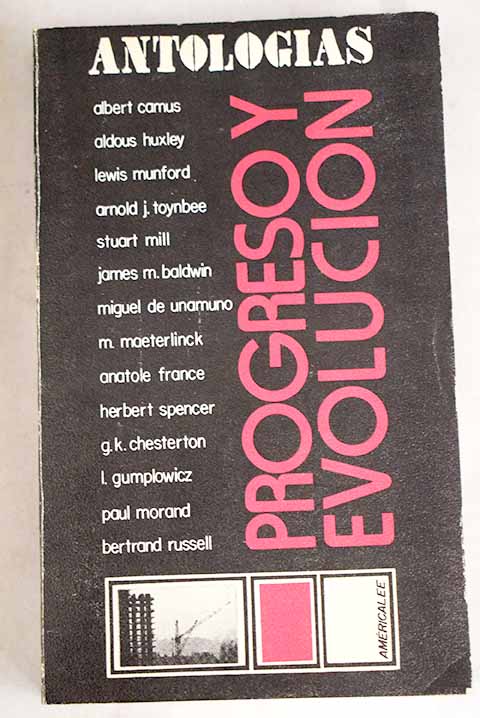 ANTOLOGIAS
albert camus
aldous huxley
lewis munford
arnold j. toynbee
stuart mill
james m. baldwin
miguel de unamuno
m. maeterlinck
anatole france
herbert spencer
g.k. chesterton
l. gumplowicz
paul morand
bertrand russell
PROGRESO Y
EVOLUCION
AMÉRICALEE